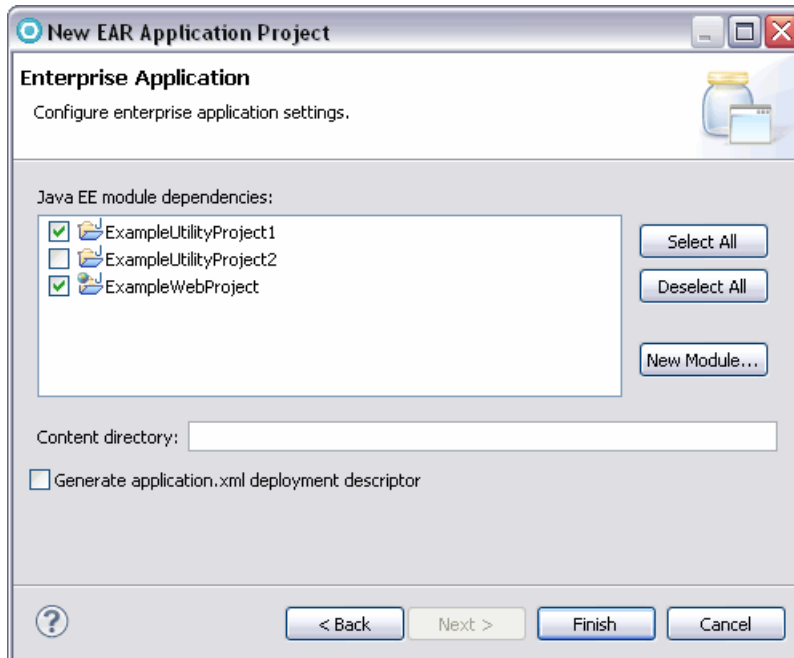 New EAR Application Project
Enterprise Application
Configure enterprise application settings.
Java EE module dependencies:
ExampleUtilityProject1
ExampleUtilityProject2
ExampleWebProject
Select All
Deselect All
New Module...
Content directory:
Generate application.xml deployment descriptor
? < Back Next > Finish Cancel